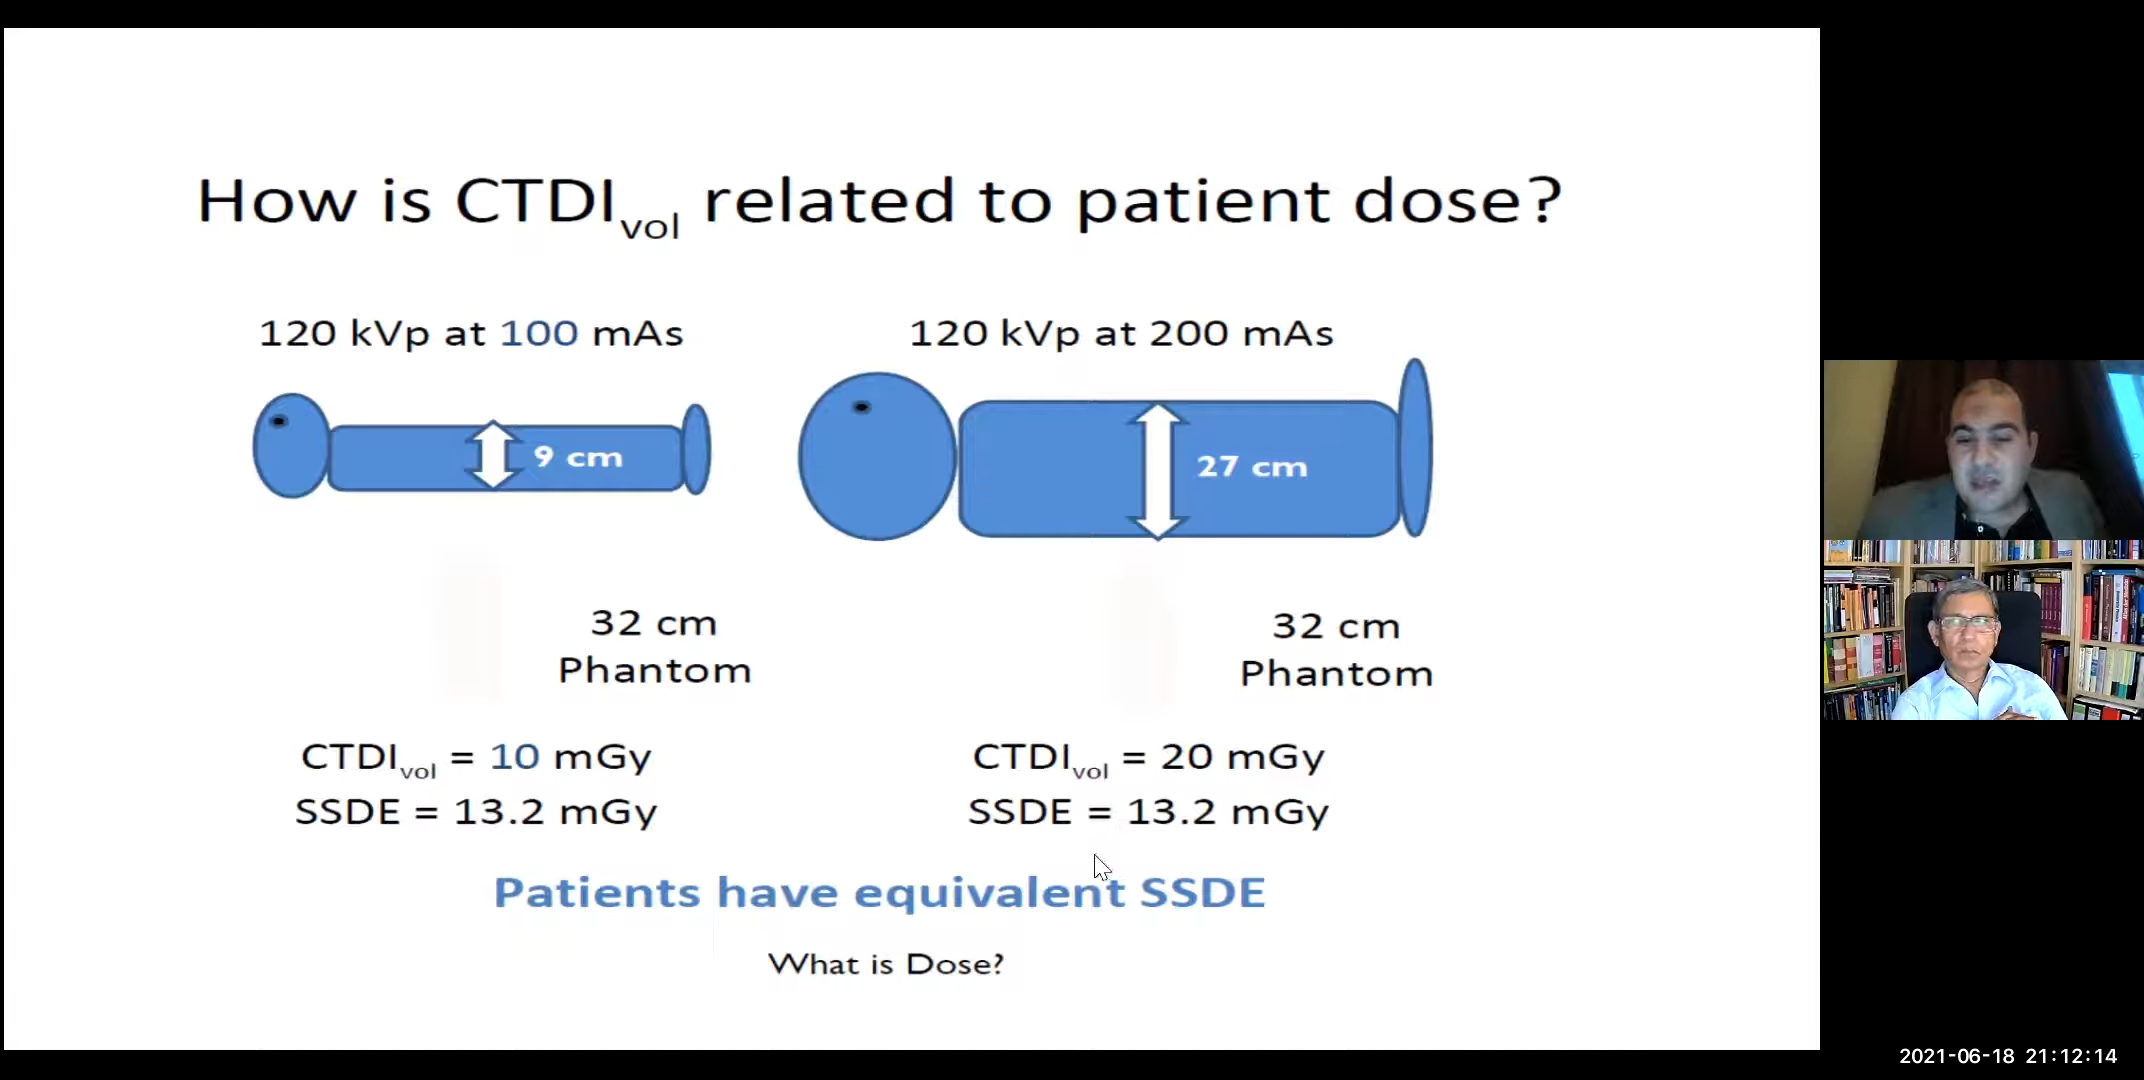 How is CTDIvol related to patient dose?
120 kVp at 100 mAs
120 kVp at 200 mAs
9 cm
27 cm
32 cm
Phantom
32 cm
Phantom
CTDIvol = 10 mGy
SSDE = 13.2 mGy
CTDIvol = 20 mGy
SSDE = 13.2 mGy
Patients have equivalent SSDE
What is Dose?
2021-06-18 21:12:14